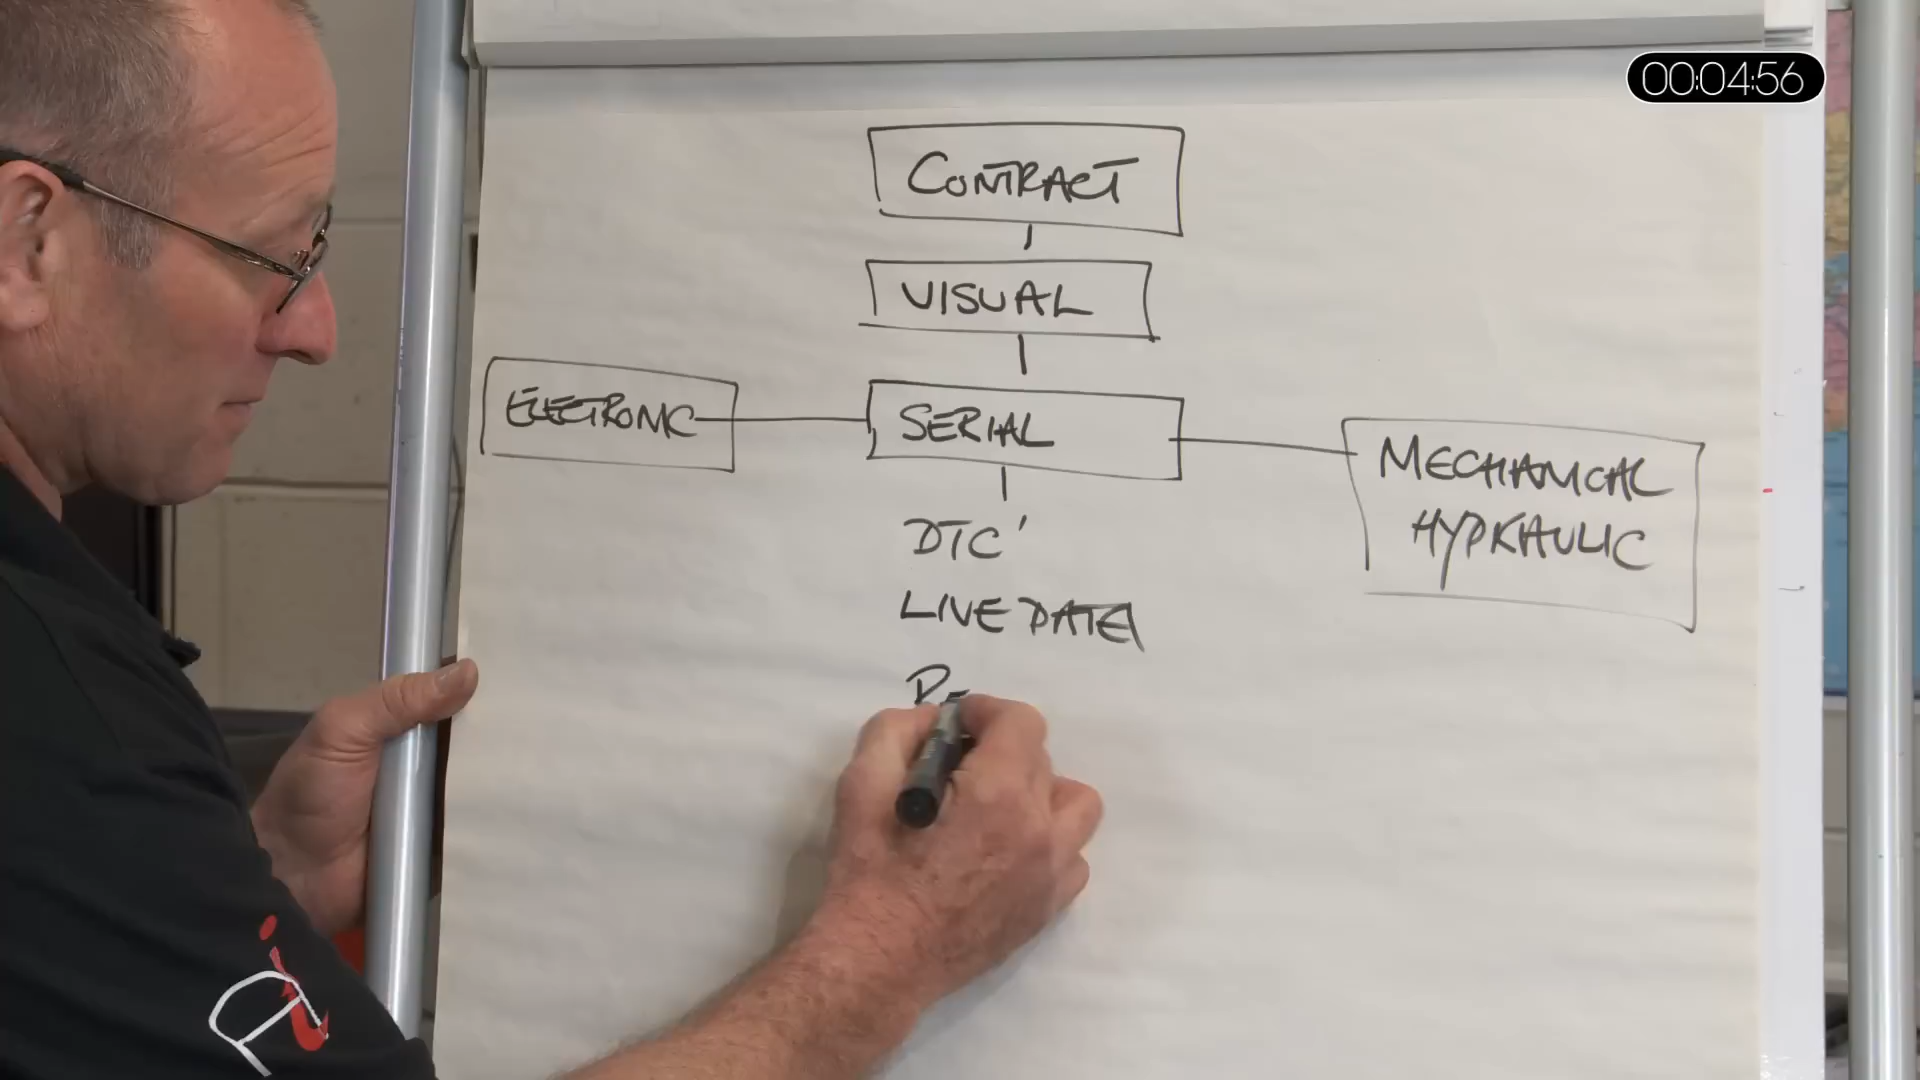 00:04:56
CONTRACT
VISUAL
ELECTRONIC
SERIAL
MECHANICAL
HYDRAULIC
DTC'
LIVE DATA